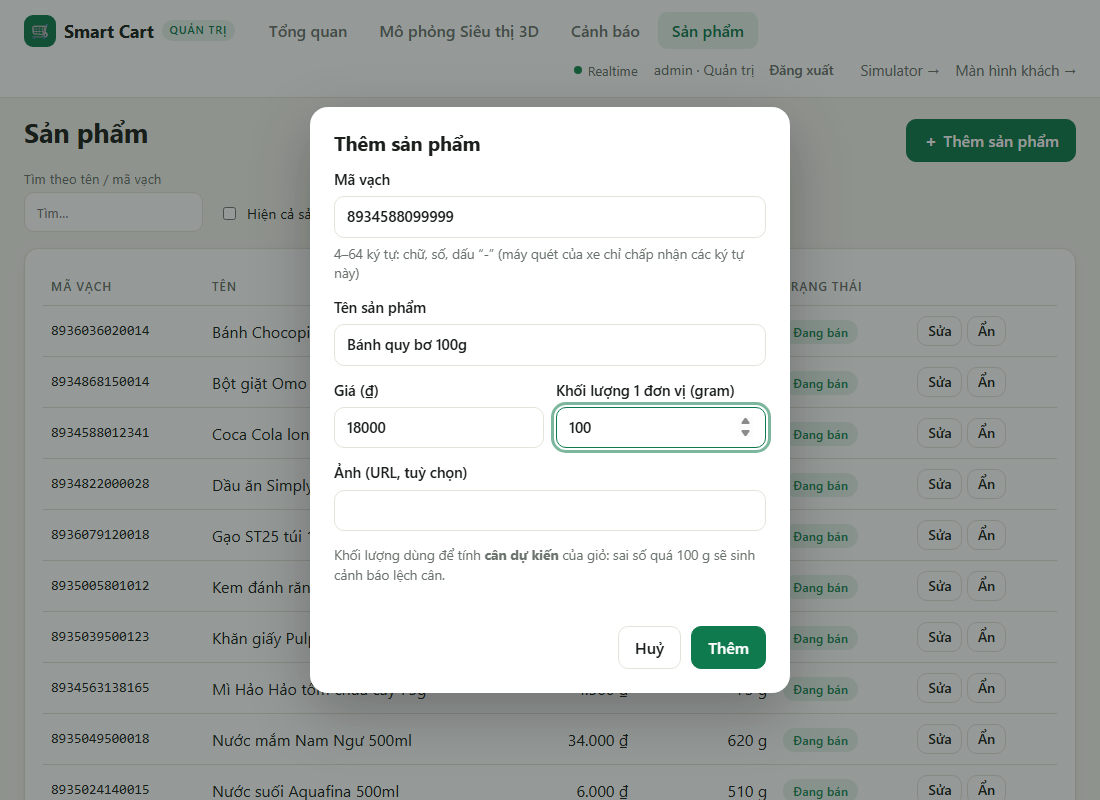 Smart Cart
QUẢN TRỊ
Tổng quan
Mô phỏng Siêu thị 3D
Cảnh báo
Sản phẩm
Realtime
admin · Quản trị
Đăng xuất
Simulator →
Màn hình khách →
Sản phẩm
+ Thêm sản phẩm
Tìm theo tên / mã vạch
Tìm...
Hiện cả
MÃ VẠCH
TÊN
8936036020014
Bánh Chocopi
Đang bán
Sửa
Ẩn
8934868150014
Bột giặt Omo
Đang bán
Sửa
Ẩn
8934588012341
Coca Cola lon
Đang bán
Sửa
Ẩn
8934822000028
Dầu ăn Simply
Đang bán
Sửa
Ẩn
8936079120018
Gạo ST25 túi
Đang bán
Sửa
Ẩn
8935005801012
Kem đánh răn
Đang bán
Sửa
Ẩn
8935039500123
Khăn giấy Pulp
Đang bán
Sửa
Ẩn
8934563138165
Mì Hảo Hảo
Đang bán
Sửa
Ẩn
8935049500018
Nước mắm Nam Ngư 500ml
34.000 ₫
620 g
Đang bán
Sửa
Ẩn
8935024140015
Nước suối Aquafina 500ml
6.000 ₫
510 g
Đang bán
Sửa
Ẩn
RẠNG THÁI
Thêm sản phẩm
Mã vạch
8934588099999
4–64 ký tự: chữ, số, dấu “-” (máy quét của xe chỉ chấp nhận các ký tự
này)
Tên sản phẩm
Bánh quy bơ 100g
Giá (₫)
18000
Khối lượng 1 đơn vị (gram)
100
Ảnh (URL, tuỳ chọn)
Khối lượng dùng để tính cân dự kiến của giỏ: sai số quá 100 g sẽ sinh
cảnh báo lệch cân.
Huỷ
Thêm